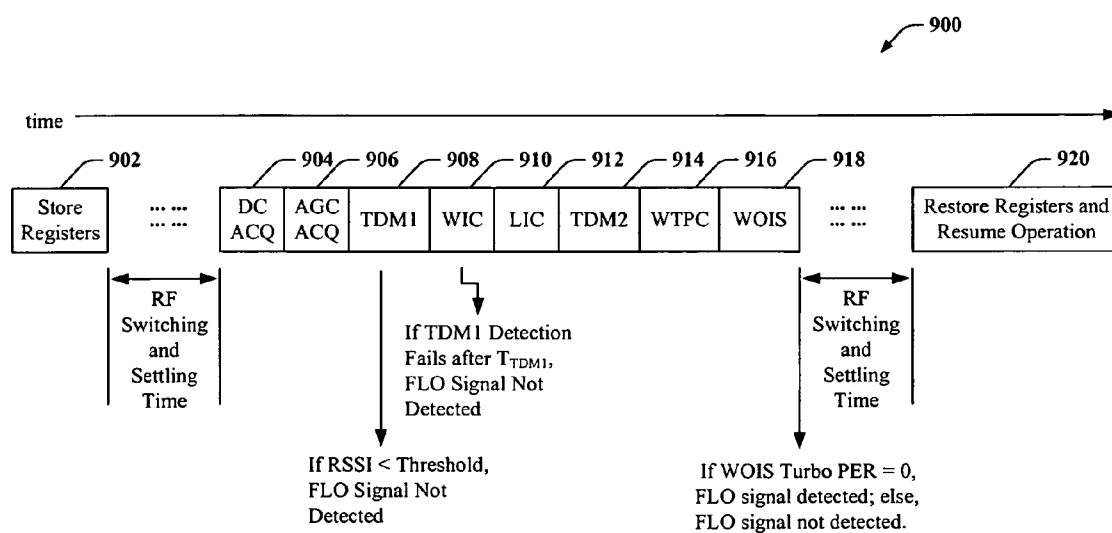 900
time
902
904
906
908
910
912
914
916
918
920
Store
Registers
... ...
... ...
DC
ACQ
AGC
ACQ
TDM1
WIC
LIC
TDM2
WTPC
WOIS
... ...
... ...
Restore Registers and
Resume Operation
RF
Switching
and
Settling
Time
If TDM1 Detection
Fails after TTDM1,
FLO Signal Not
Detected
RF
Switching
and
Settling
Time
If RSSI < Threshold,
FLO Signal Not
Detected
If WOIS Turbo PER = 0,
FLO signal detected; else,
FLO signal not detected.